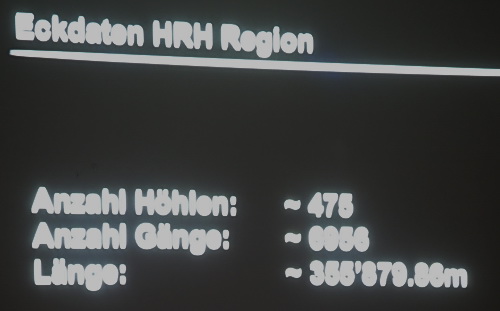 Eckdaten HRH Region
Anzahl Höhlen: ~ 475
Anzahl Gänge: ~
Länge: ~